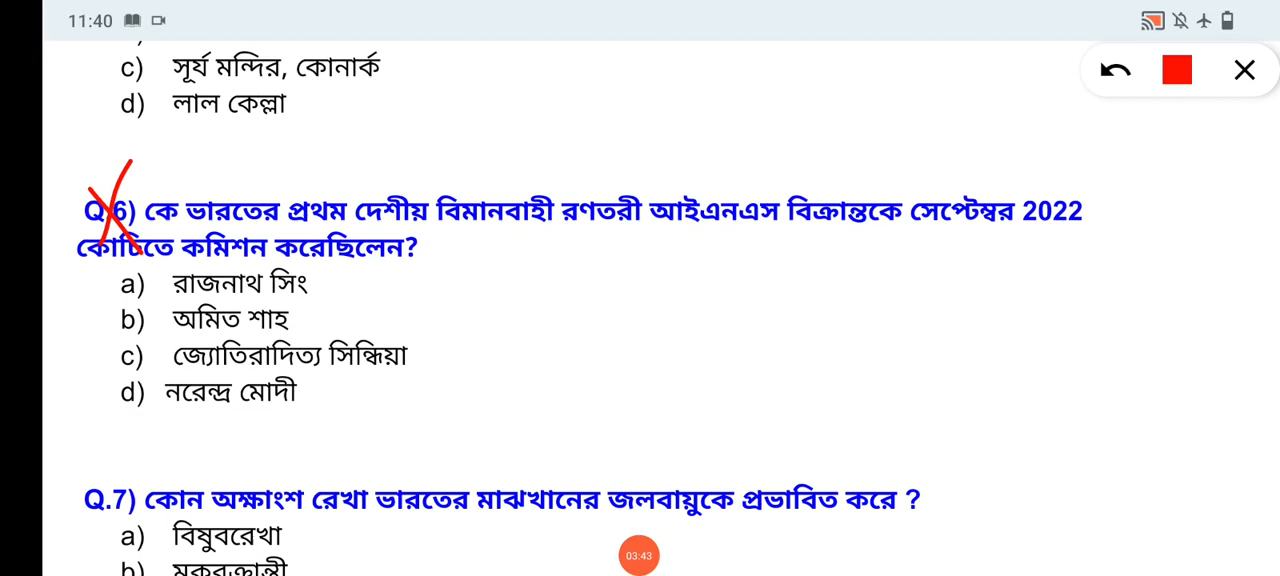 11:40
c) সূর্য মন্দির, কোনার্ক
d) লাল কেল্লা
Q.6) কে ভারতের প্রথম দেশীয় বিমানবাহী রণতরী আইএনএস বিক্রান্তকে সেপ্টেম্বর 2022
কোচিতে কমিশন করেছিলেন?
a) রাজনাথ সিং
b) অমিত শাহ
c) জ্যোতিরাদিত্য সিন্ধিয়া
d) নরেন্দ্র মোদী
Q.7) কোন অক্ষাংশ রেখা ভারতের মাঝখানের জলবায়ুকে প্রভাবিত করে ?
a) বিষুবরেখা
03:43
b) মকরক্রান্তী